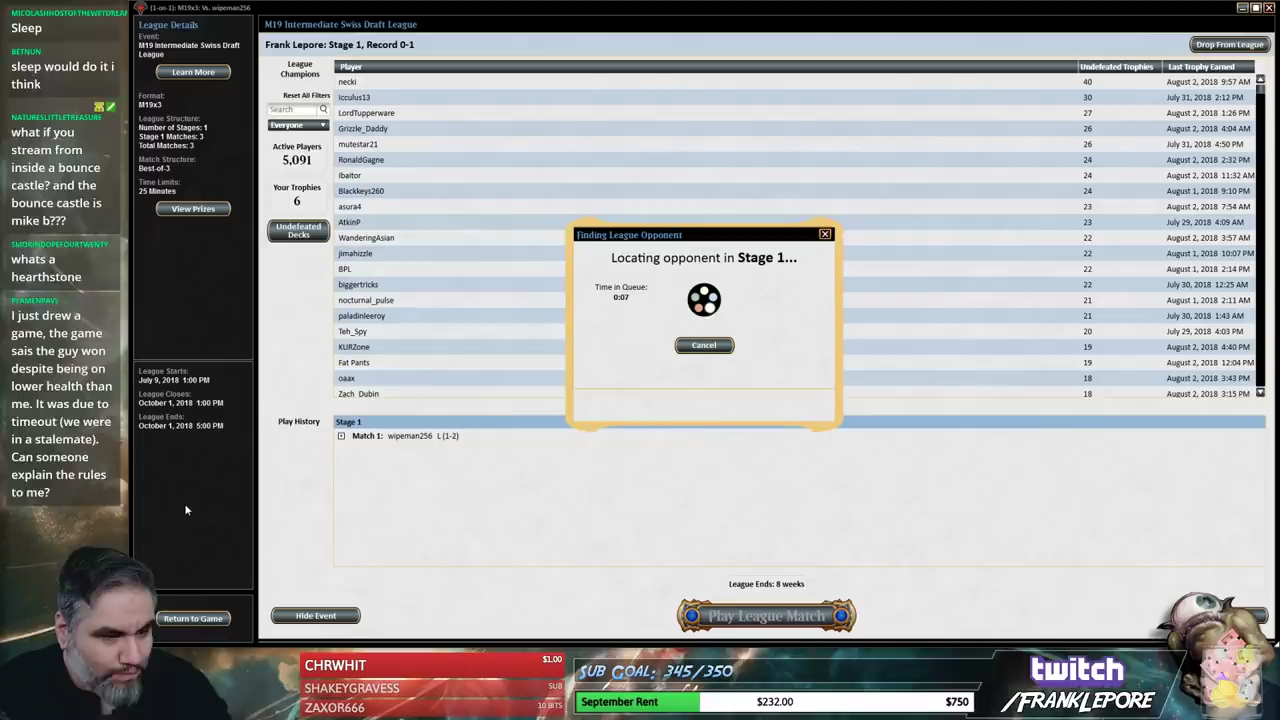 MICOLASHHOSTOFTHEWETDREAM
Sleep
BETNUN
sleep would do it i
think
NATURESLITTLETREASURE
what if you
stream from
inside a bounce
castle? and the
bounce castle is
mike b???
SMOKINDOPEFOURTWENTY
whats a
hearthstone
PLAMENPAVS
I just drew a
game, the game
sais the guy won
despite being on
lower health than
me. It was due to
timeout (we were
in a stalemate).
Can someone
explain the rules
to me?
(1-on-1): M19x3: Vs. wipeman256
League Details
Event:
M19 Intermediate Swiss Draft
League
Learn More
Format:
M19x3
League Structure:
Number of Stages: 1
Stage 1 Matches: 3
Total Matches: 3
Match Structure:
Best-of-3
Time Limits:
25 Minutes
View Prizes
League Starts:
July 9, 2018 1:00 PM
League Closes:
October 1, 2018 1:00 PM
League Ends:
October 1, 2018 5:00 PM
Return to Game
M19 Intermediate Swiss Draft League
Frank Lepore: Stage 1, Record 0-1
Drop From League
League
Champions
Reset All Filters
Search
Everyone
Active Players
5,091
Your Trophies
6
Undefeated
Decks
Player Undefeated Trophies Last Trophy Earned
necki 40 August 2, 2018 9:57 AM
Icculus13 30 July 31, 2018 2:12 PM
LordTupperware 27 August 2, 2018 1:26 PM
Grizzle_Daddy 26 August 2, 2018 4:04 AM
mutestar21 26 July 31, 2018 4:50 PM
RonaldGagne 24 August 2, 2018 2:32 PM
lbaitor 24 August 2, 2018 11:32 AM
Blackkeys260 24 August 1, 2018 9:10 PM
asura4 23 August 2, 2018 7:54 AM
AtkinP 23 July 29, 2018 4:09 AM
WanderingAsian 22 August 2, 2018 3:57 AM
jimahizzle 22 August 1, 2018 10:07 PM
BPL 22 August 1, 2018 2:14 PM
biggertricks 22 July 31, 2018 12:25 AM
nocturnal_pulse 21 August 1, 2018 2:11 AM
paladinleeroy 21 July 30, 2018 1:43 AM
Teh_Spy 20 July 29, 2018 4:03 PM
KURZone 19 August 2, 2018 4:40 PM
Fat Pants 19 August 2, 2018 12:04 PM
oaax 18 August 2, 2018 3:43 PM
Zach_Dubin 18 August 2, 2018 3:15 PM
Finding League Opponent
Locating opponent in Stage 1...
Time in Queue:
0:07
Cancel
Play History
Stage 1
Match 1: wipeman256 L (1-2)
League Ends: 8 weeks
Hide Event
Play League Match
CHRWHIT $1.00
SHAKEYGRAVESS SUB
ZAXOR666 10 BITS
SUB GOAL: 345/350
September Rent $232.00 $750
twitch
/FRANKLEPORE